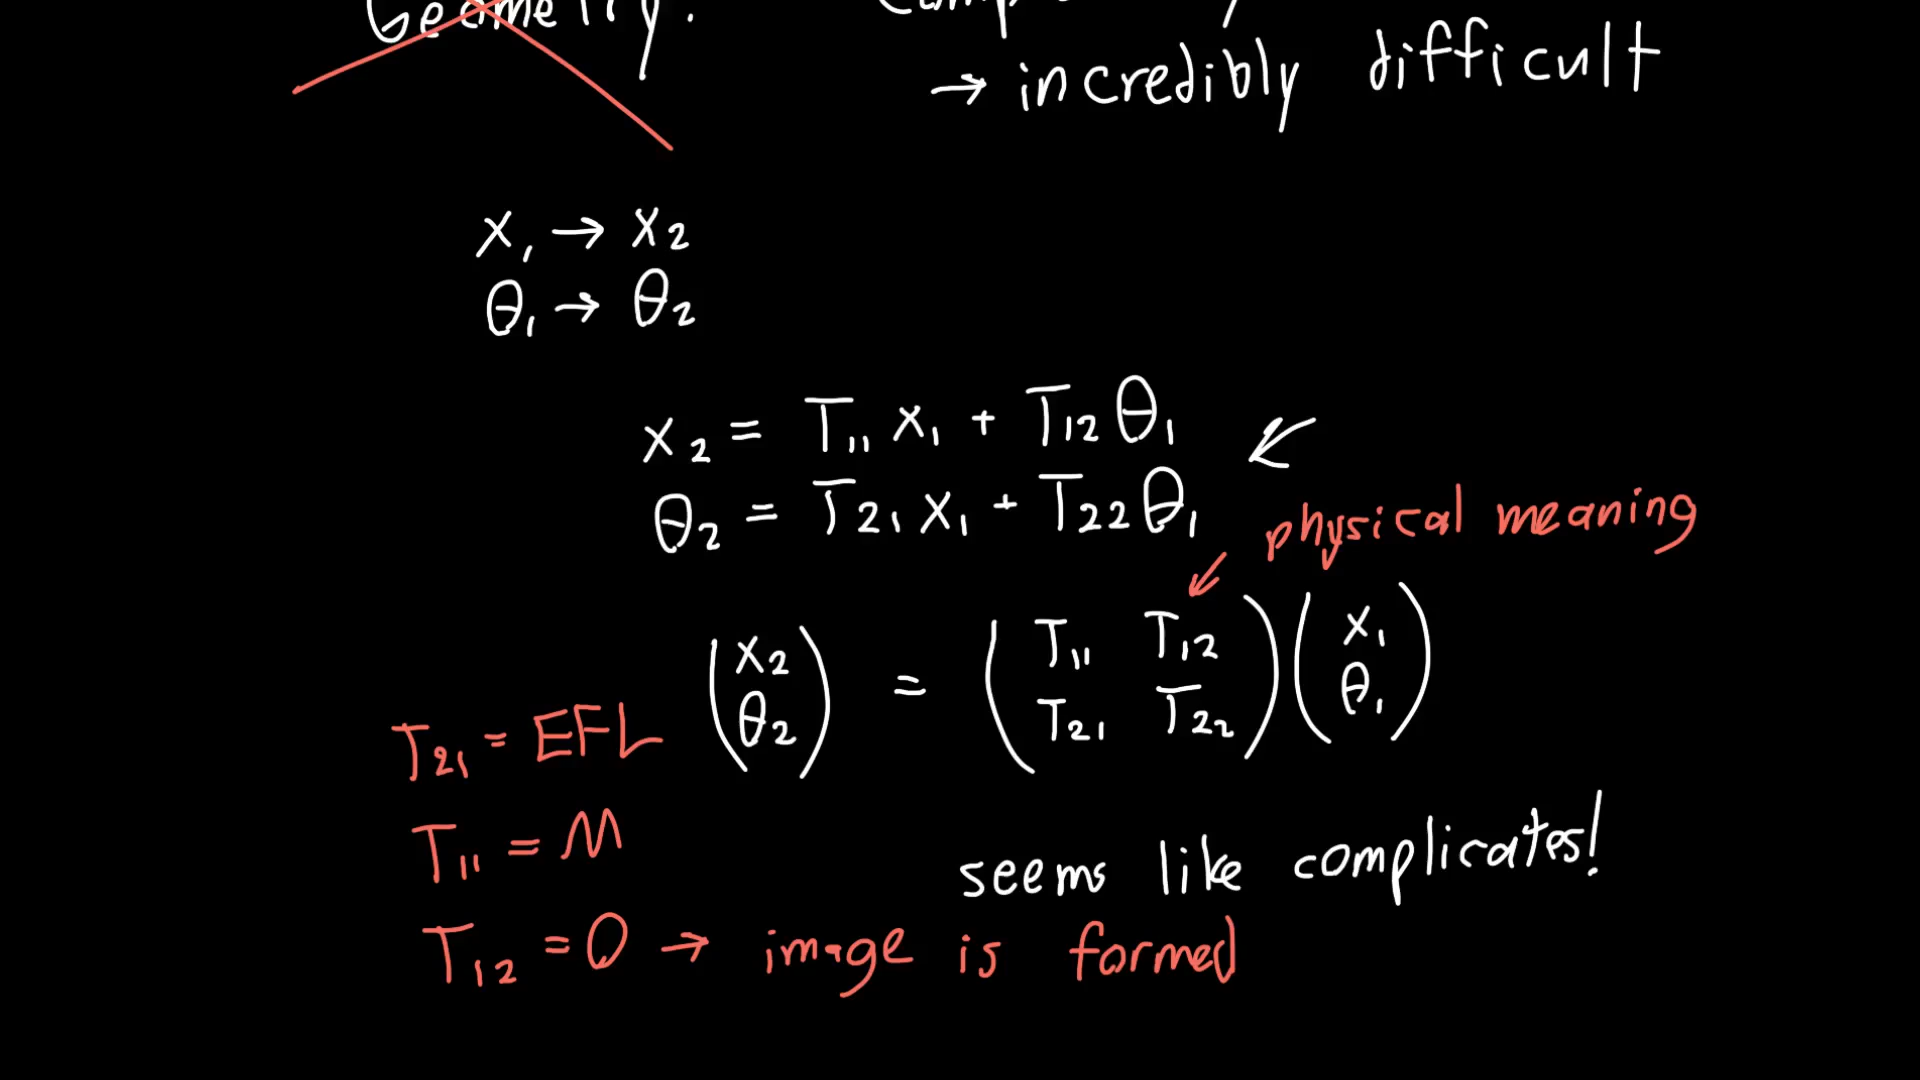 Geometry.
→ incredibly difficult
x₁ → x₂
θ₁ → θ₂
x₂ = T₁₁ x₁ + T₁₂ θ₁
θ₂ = T₂₁ x₁ + T₂₂ θ₁
physical meaning
(x₂ θ₂) = (T₁₁ T₁₂ T₂₁ T₂₂)(x₁ θ₁)
T₂₁ = EFL
T₁₁ = M
seems like complicates!
T₁₂ = 0 → image is formed